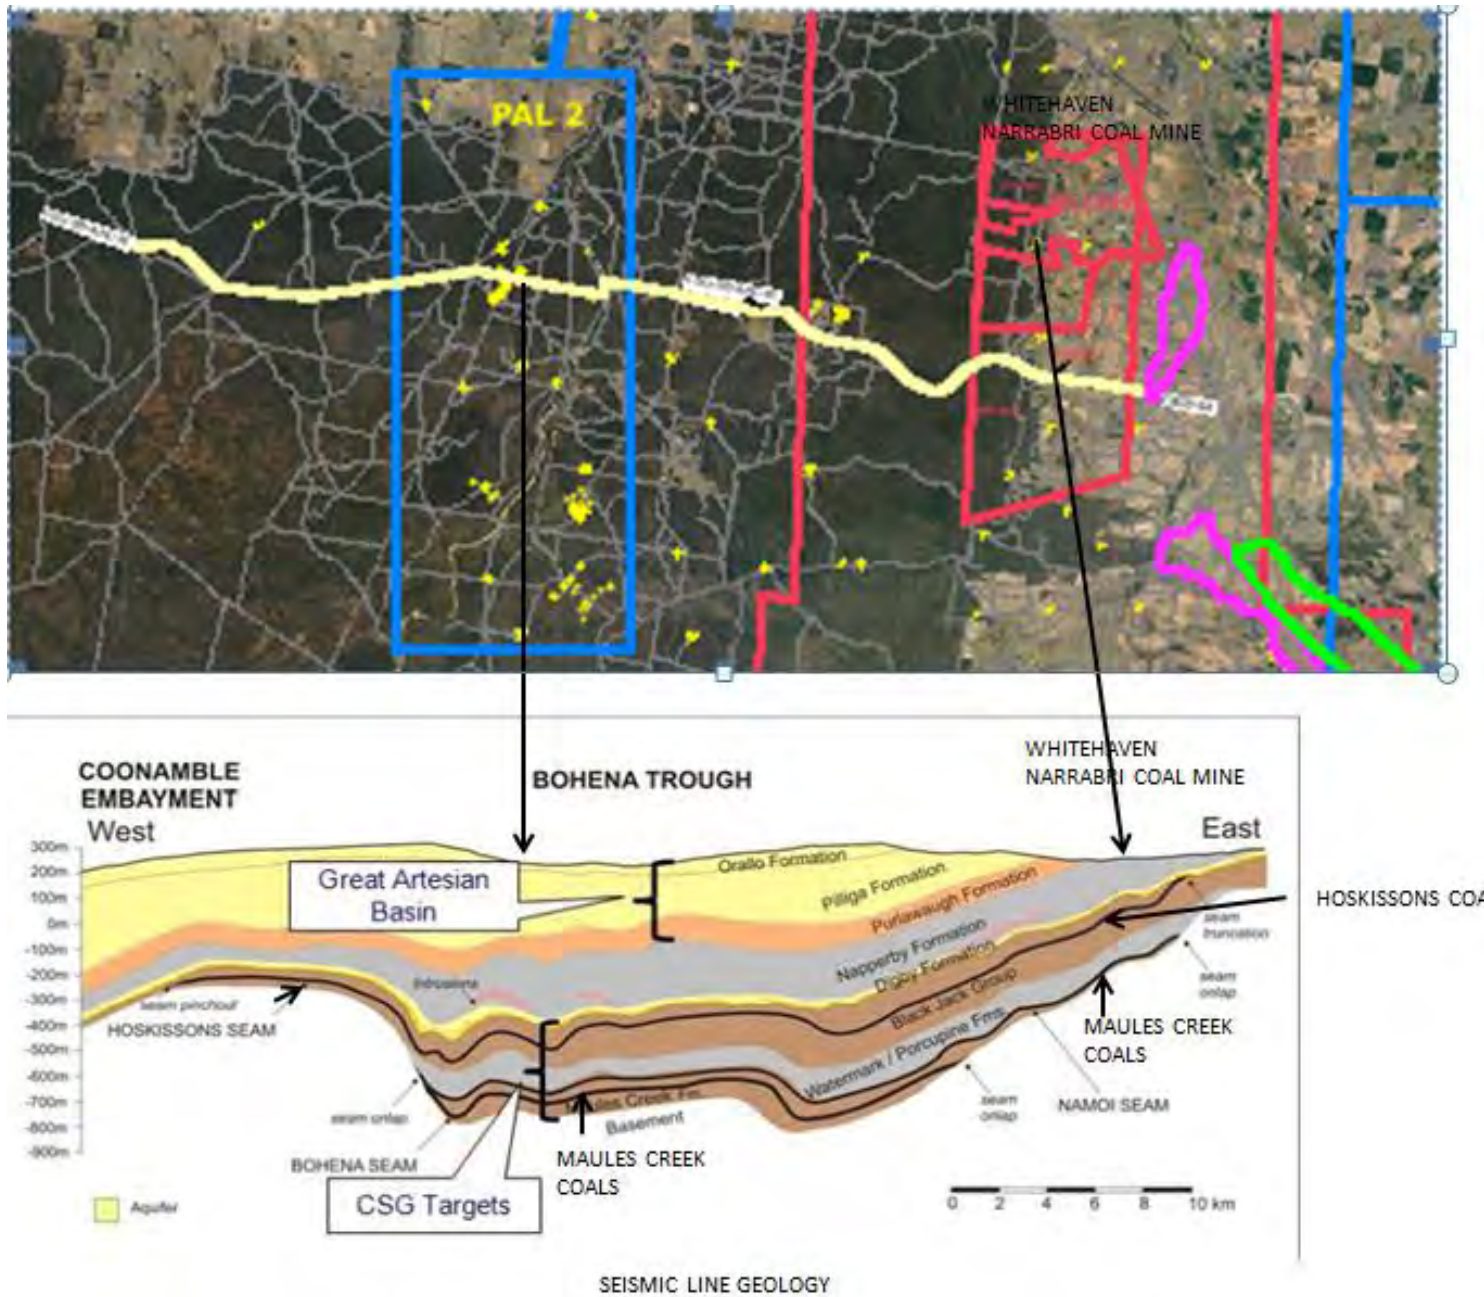 WHITEHAVEN
NARRABRI COAL MINE
PAL 2
COONAMBLE
EMBAYMENT
West
BOHENA TROUGH
WHITEHAVEN
NARRABRI COAL MINE
East
300m
200m
100m
0m
-100m
-200m
-300m
-400m
-500m
-600m
-700m
-800m
-900m
Great Artesian
Basin
Orallo Formation
Pilliga Formation
Purlawaugh Formation
Napperby Formation
Digby Formation
Black Jack Group
Watermark / Porcupine Fms
HOSKISSONS COA
seam
truncation
seam
onlap
Intrusions
seam pinchout
HOSKISSONS SEAM
MAULES CREEK
COALS
seam onlap
Maules Creek Fm
Basement
seam
onlap
NAMOI SEAM
BOHENA SEAM
MAULES CREEK
COALS
CSG Targets
Aquifer
0 2 4 6 8 10 km
SEISMIC LINE GEOLOGY